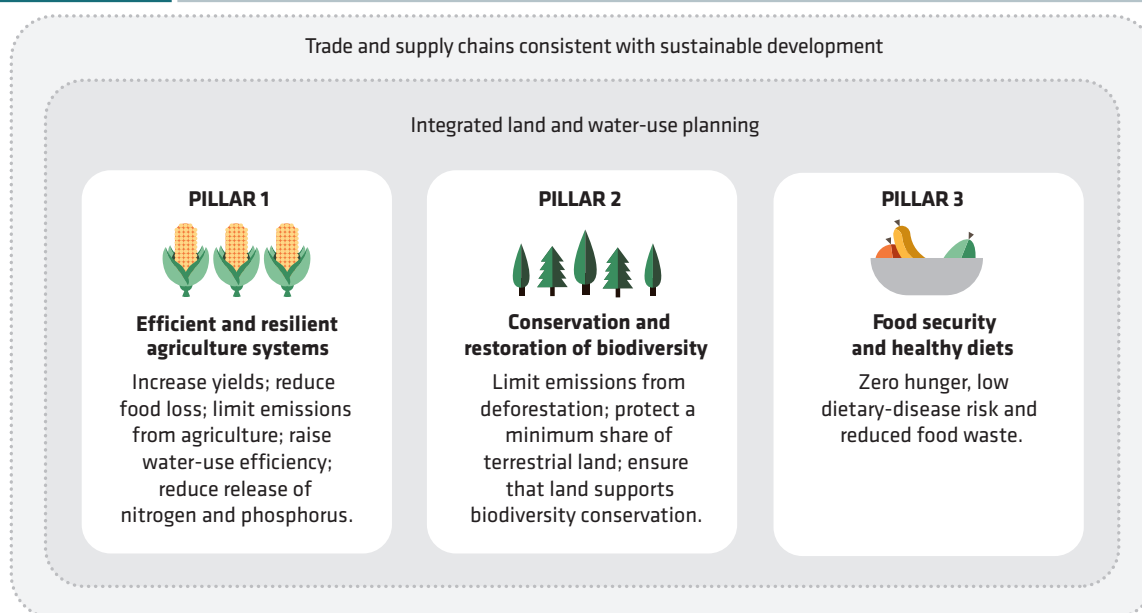 Trade and supply chains consistent with sustainable development
Integrated land and water-use planning
PILLAR 1
Efficient and resilient
agriculture systems
Increase yields; reduce
food loss; limit emissions
from agriculture; raise
water-use efficiency;
reduce release of
nitrogen and phosphorus.
PILLAR 2
Conservation and
restoration of biodiversity
Limit emissions from
deforestation; protect a
minimum share of
terrestrial land; ensure
that land supports
biodiversity conservation.
PILLAR 3
Food security
and healthy diets
Zero hunger, low
dietary-disease risk and
reduced food waste.